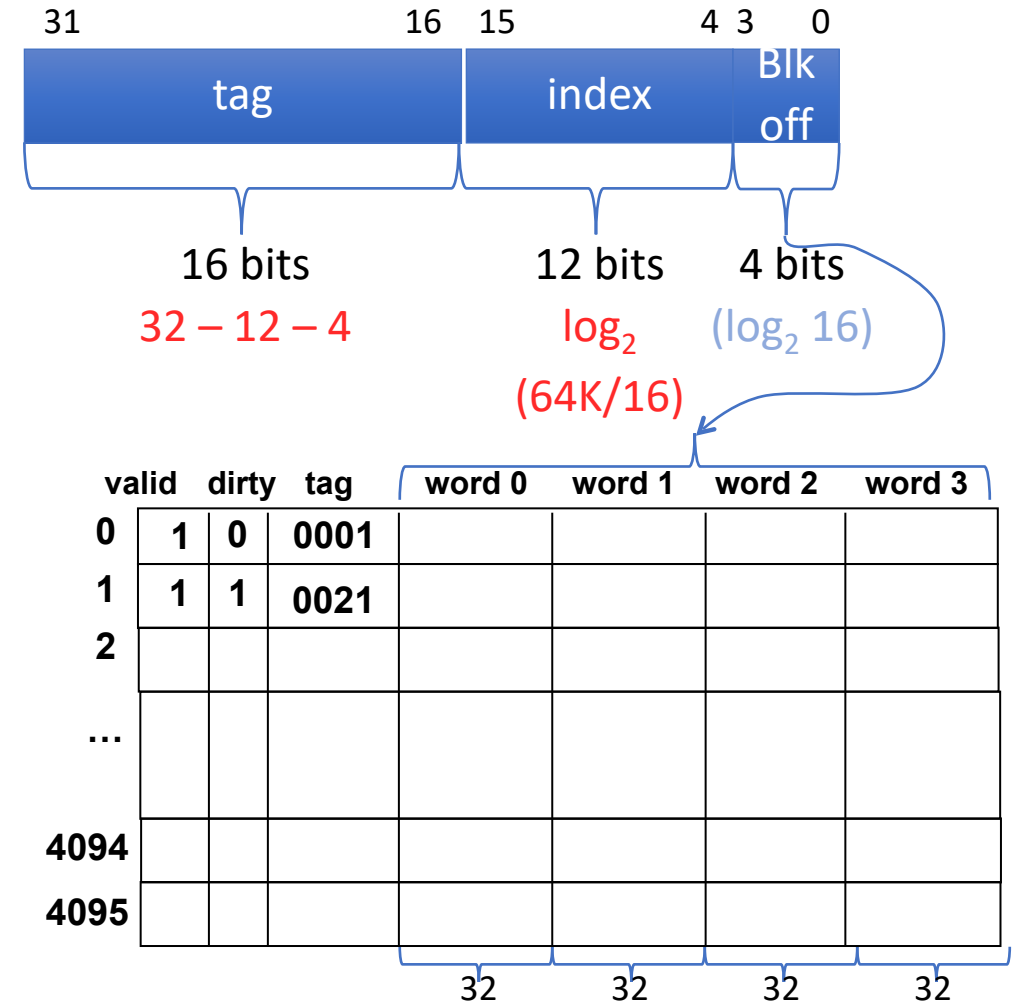 31 16 15 4 3 0
tag index Blk
off
16 bits 12 bits 4 bits
32 – 12 – 4 log2 (log2 16)
(64K/16)
valid dirty tag word 0 word 1 word 2 word 3
0 1 0 0001
1 1 1 0021
2
...
4094
4095
32 32 32 32